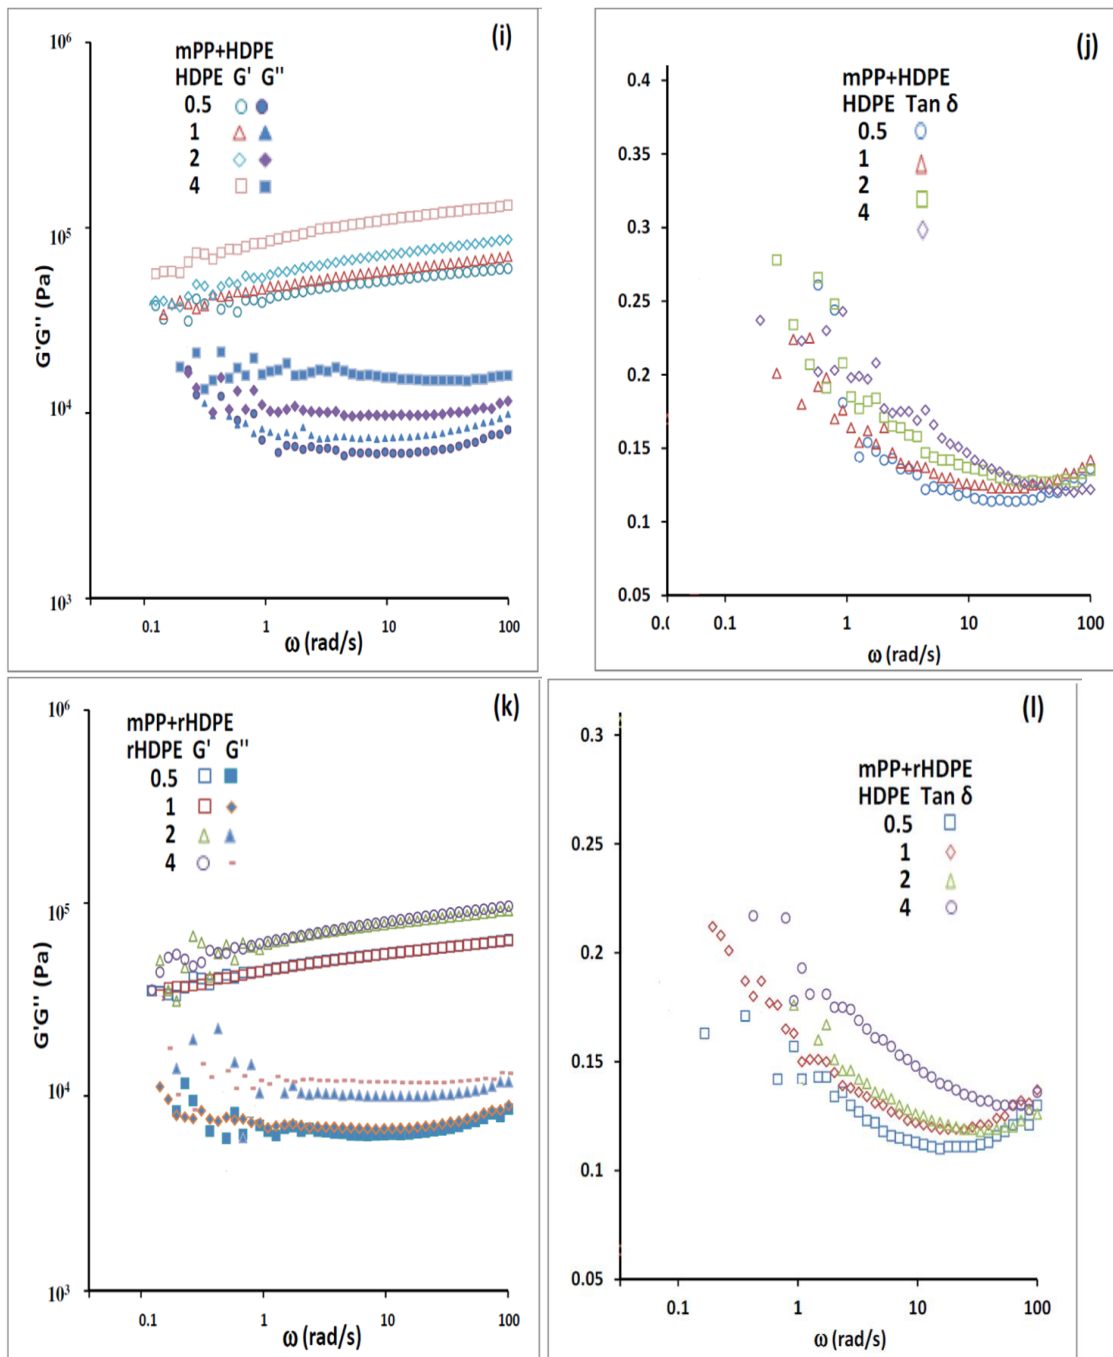 (i)
10⁶
mPP+HDPE
HDPE G' G''
0.5
1
2
4
10⁵
G'G'' (Pa)
10⁴
10³
0.1 1 10 100
ω (rad/s)
(j)
0.4
mPP+HDPE
HDPE Tan δ
0.5
0.35
1
2
0.3
4
0.25
0.2
0.15
0.1
0.05
0.1 1 10 100
ω (rad/s)
(k)
10⁶
mPP+rHDPE
rHDPE G' G''
0.5
1
2
4
10⁵
G'G'' (Pa)
10⁴
10³
0.1 1 10 100
ω (rad/s)
(l)
0.3
mPP+rHDPE
HDPE Tan δ
0.5
1
0.25
2
4
0.2
0.15
0.1
0.05
0.1 1 10 100
ω (rad/s)